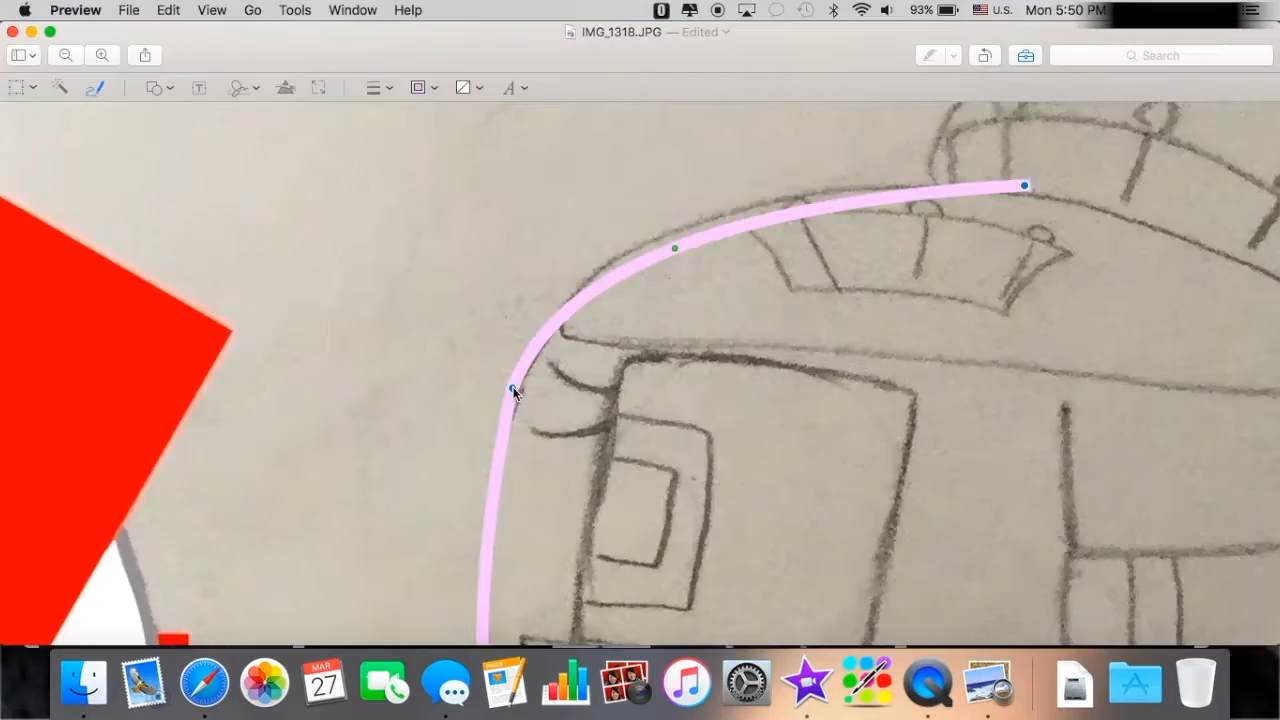 Preview File Edit View Go Tools Window Help 93% U.S. Mon 5:50 PM
IMG_1318.JPG — Edited
Search
MAR
27